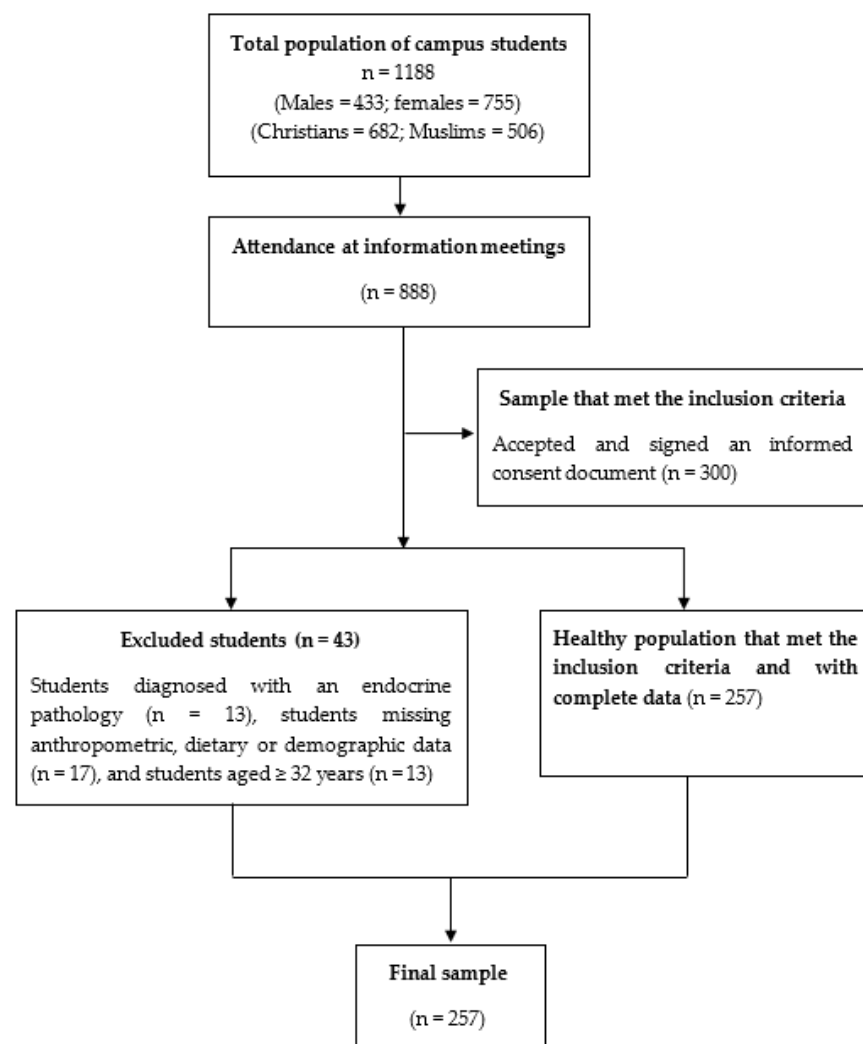 Total population of campus students
n = 1188
(Males = 433; females = 755)
(Christians = 682; Muslims = 506)
Attendance at information meetings
(n = 888)
Sample that met the inclusion criteria
Accepted and signed an informed
consent document (n = 300)
Excluded students (n = 43)
Students diagnosed with an endocrine
pathology (n = 13), students missing
anthropometric, dietary or demographic data
(n = 17), and students aged ≥ 32 years (n = 13)
Healthy population that met the
inclusion criteria and with
complete data (n = 257)
Final sample
(n = 257)